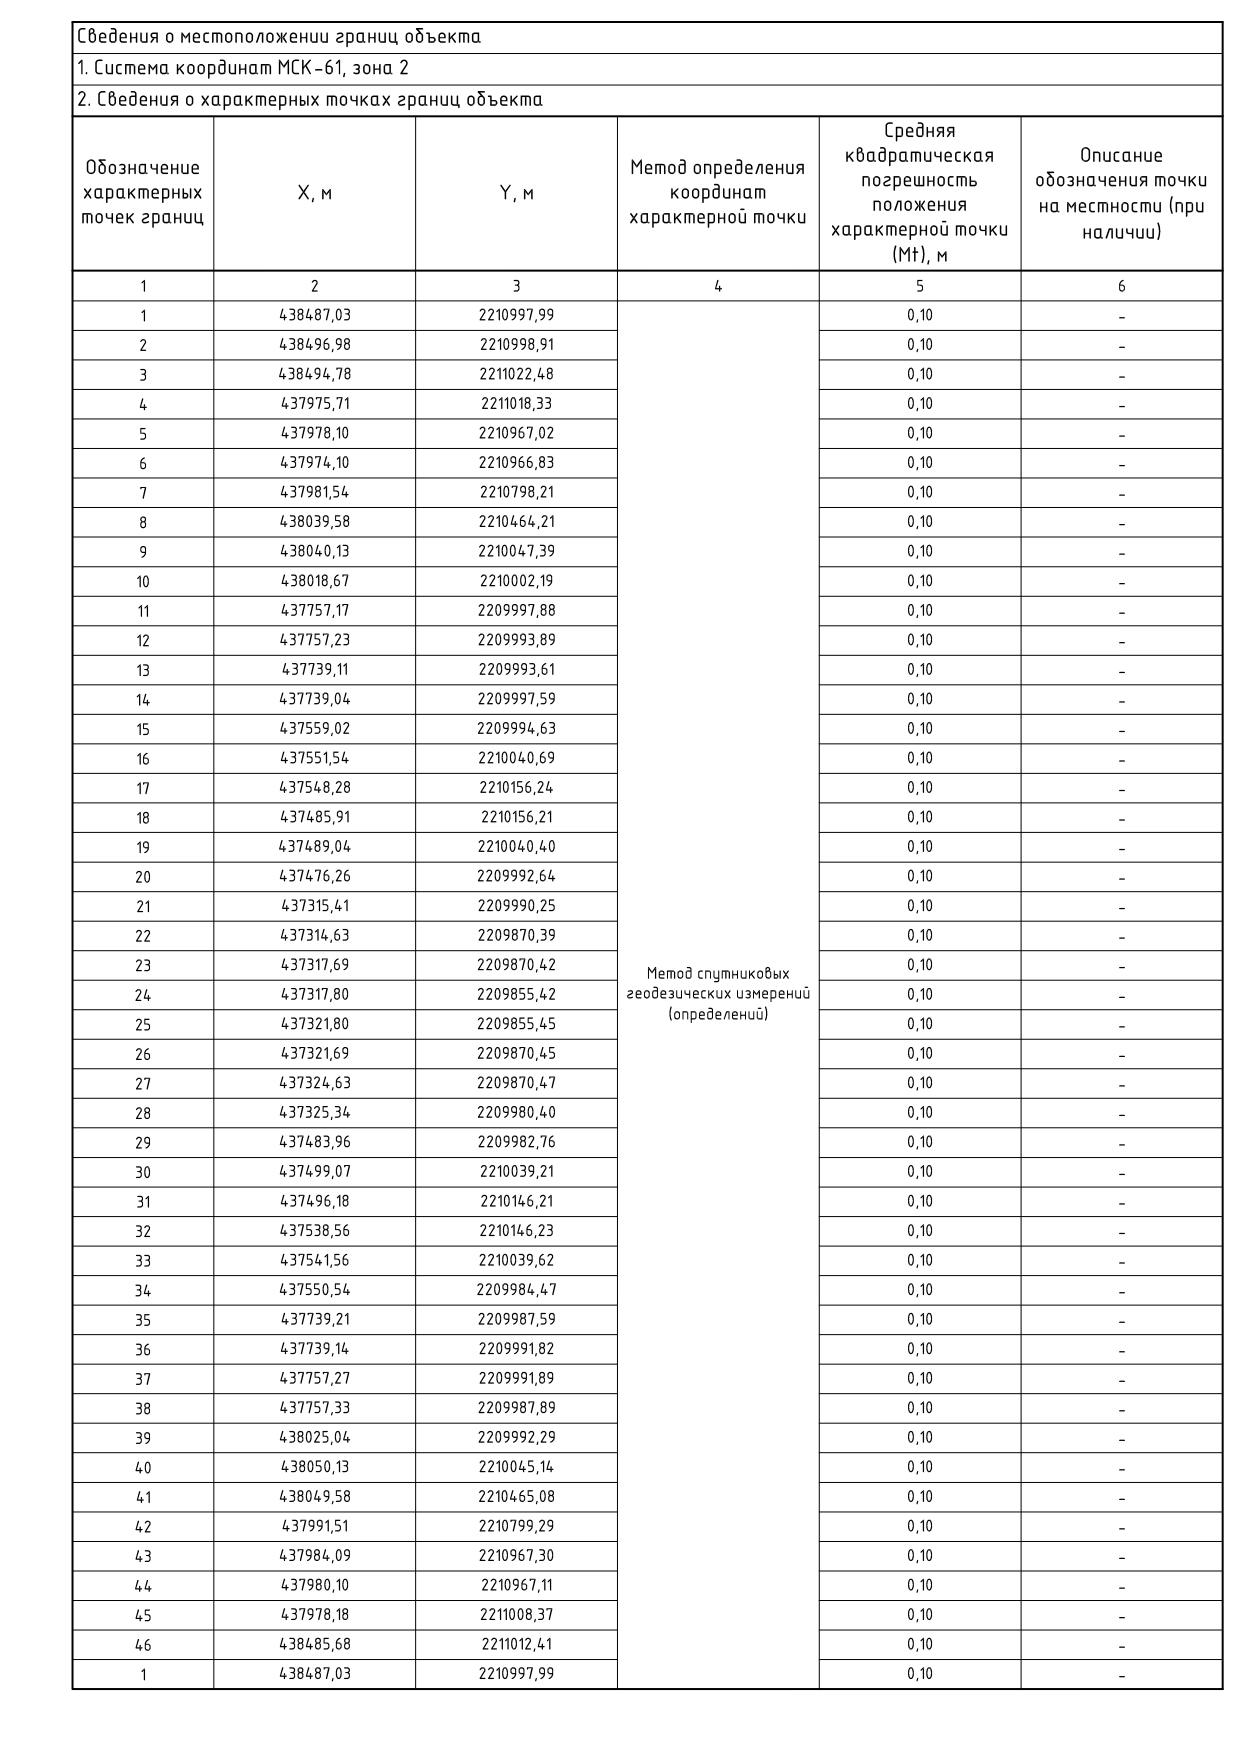 Сведения о местоположении границ объекта
1. Система координат МСК-61, зона 2
2. Сведения о характерных точках границ объекта
Обозначение характерных точек границ X, м Y, м Метод определения координат характерной точки Средняя квадратическая погрешность положения характерной точки (Mt), м Описание обозначения точки на местности (при наличии)
1 2 3 4 5 6
1 438487,03 2210997,99 0,10 -
2 438496,98 2210998,91 0,10 -
3 438494,78 2211022,48 0,10 -
4 437975,71 2211018,33 0,10 -
5 437978,10 2210967,02 0,10 -
6 437974,10 2210966,83 0,10 -
7 437981,54 2210798,21 0,10 -
8 438039,58 2210464,21 0,10 -
9 438040,13 2210047,39 0,10 -
10 438018,67 2210002,19 0,10 -
11 437757,17 2209997,88 0,10 -
12 437757,23 2209993,89 0,10 -
13 437739,11 2209993,61 0,10 -
14 437739,04 2209997,59 0,10 -
15 437559,02 2209994,63 0,10 -
16 437551,54 2210040,69 0,10 -
17 437548,28 2210156,24 0,10 -
18 437485,91 2210156,21 0,10 -
19 437489,04 2210040,40 0,10 -
20 437476,26 2209992,64 0,10 -
21 437315,41 2209990,25 0,10 -
22 437314,63 2209870,39 0,10 -
23 437317,69 2209870,42 0,10 -
Метод спутниковых
геодезических измерений
(определений)
24 437317,80 2209855,42 0,10 -
25 437321,80 2209855,45 0,10 -
26 437321,69 2209870,45 0,10 -
27 437324,63 2209870,47 0,10 -
28 437325,34 2209980,40 0,10 -
29 437483,96 2209982,76 0,10 -
30 437499,07 2210039,21 0,10 -
31 437496,18 2210146,21 0,10 -
32 437538,56 2210146,23 0,10 -
33 437541,56 2210039,62 0,10 -
34 437550,54 2209984,47 0,10 -
35 437739,21 2209987,59 0,10 -
36 437739,14 2209991,82 0,10 -
37 437757,27 2209991,89 0,10 -
38 437757,33 2209987,89 0,10 -
39 438025,04 2209992,29 0,10 -
40 438050,13 2210045,14 0,10 -
41 438049,58 2210465,08 0,10 -
42 437991,51 2210799,29 0,10 -
43 437984,09 2210967,30 0,10 -
44 437980,10 2210967,11 0,10 -
45 437978,18 2211008,37 0,10 -
46 438485,68 2211012,41 0,10 -
1 438487,03 2210997,99 0,10 -